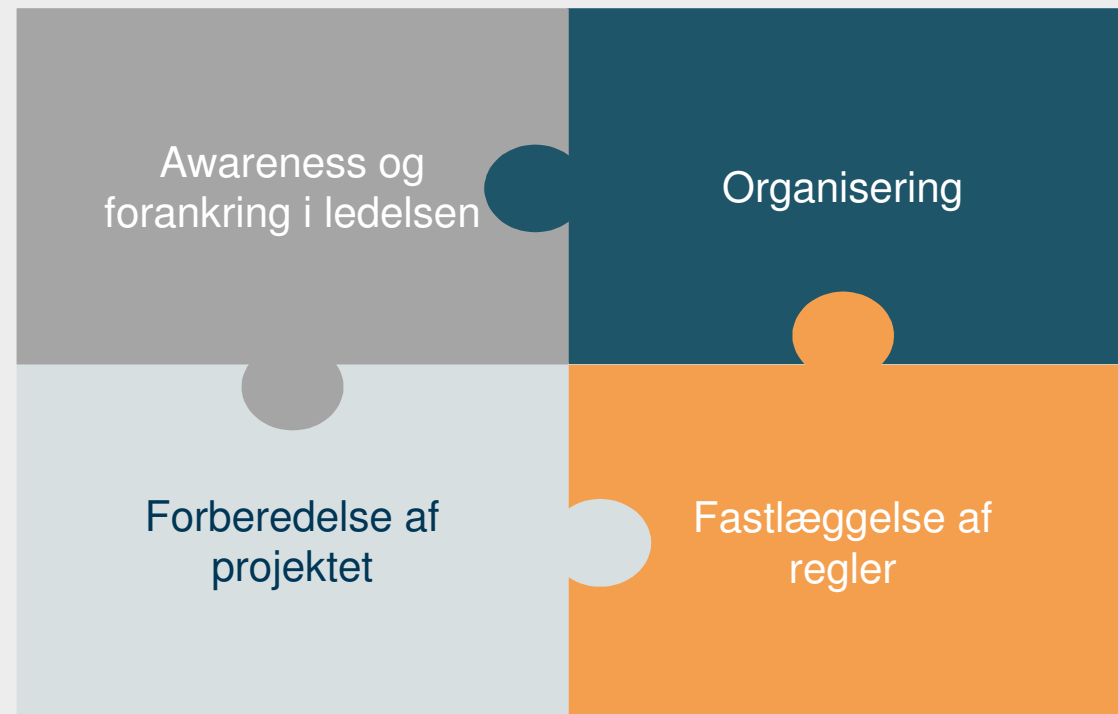 Awareness og
forankring i ledelsen
Organisering
Forberedelse af
projektet
Fastlæggelse af
regler